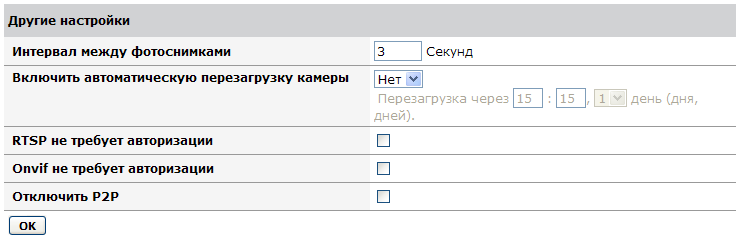 Другие настройки
Интервал между фотоснимками 3 Секунд
Включить автоматическую перезагрузку камеры Нет
Перезагрузка через 15 : 15, 1 день (дня,
дней).
RTSP не требует авторизации
Onvif не требует авторизации
Отключить P2P
OK